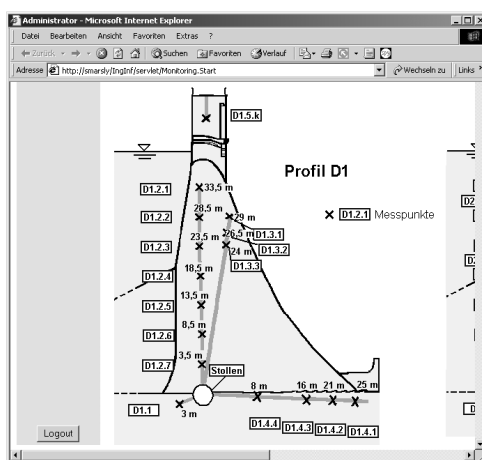 Administrator - Microsoft Internet Explorer
Datei Bearbeiten Ansicht Favoriten Extras ?
Zurück Suchen Favoriten Verlauf
Adresse http://smarsly/IngInf/servlet/Monitoring.Start Wechseln zu Links
D1.5.k
Profil D1
D1.2.1 33,5 m
D1.2.1 Messpunkte
D1.2.2 28,5 m 29 m
26,5 m D1.3.1
D1.2.3 23,5 m D1.3.2
24 m
D1.3.3
D1.2.4 18,5 m
D1.2.5 13,5 m
D1.2.6 8,5 m
D1.2.7 3,5 m
Stollen
8 m 16 m 21 m 25 m
D1.1 3 m
D1.4.4 D1.4.3 D1.4.2 D1.4.1
Logout